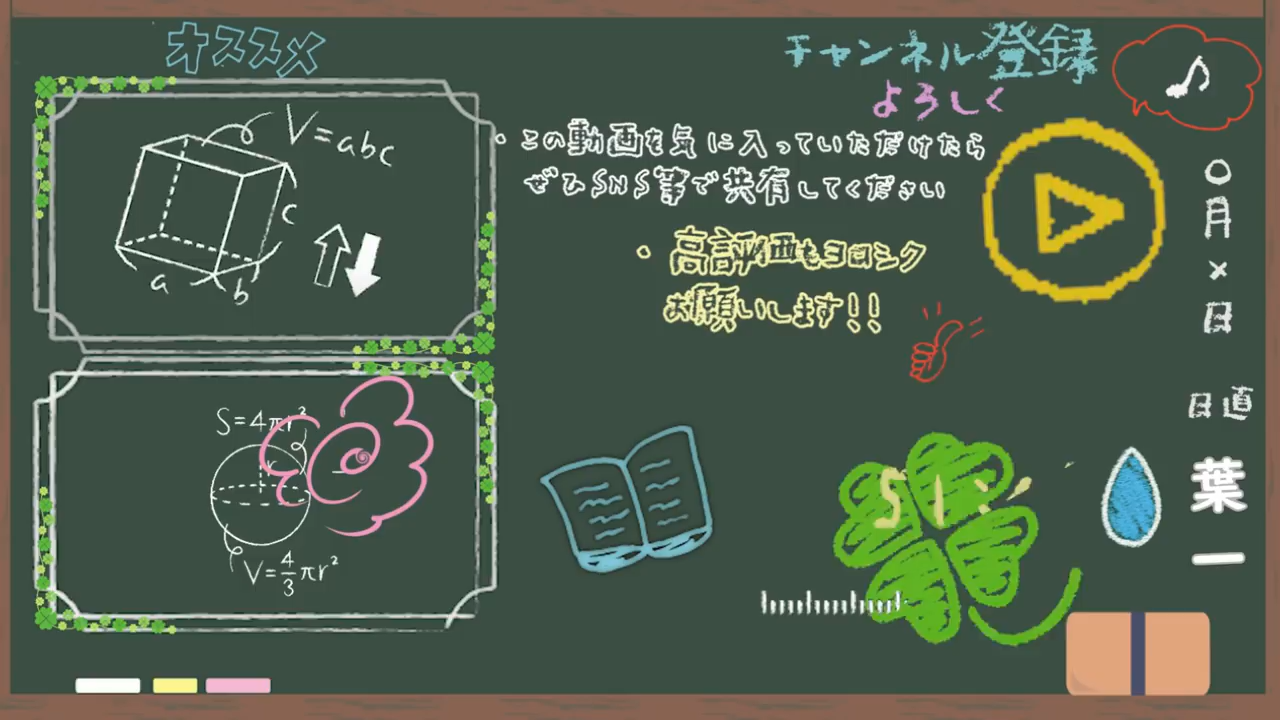 オススメ
V=abc
c
a
b
S=4πr²
r
V=4/3πr²
チャンネル登録
よろしく
・この動画を気に入っていただけたら
ぜひSNS等で共有してください
・高評価もヨロシク
お願いします!!
〇月×日
日直
葉一